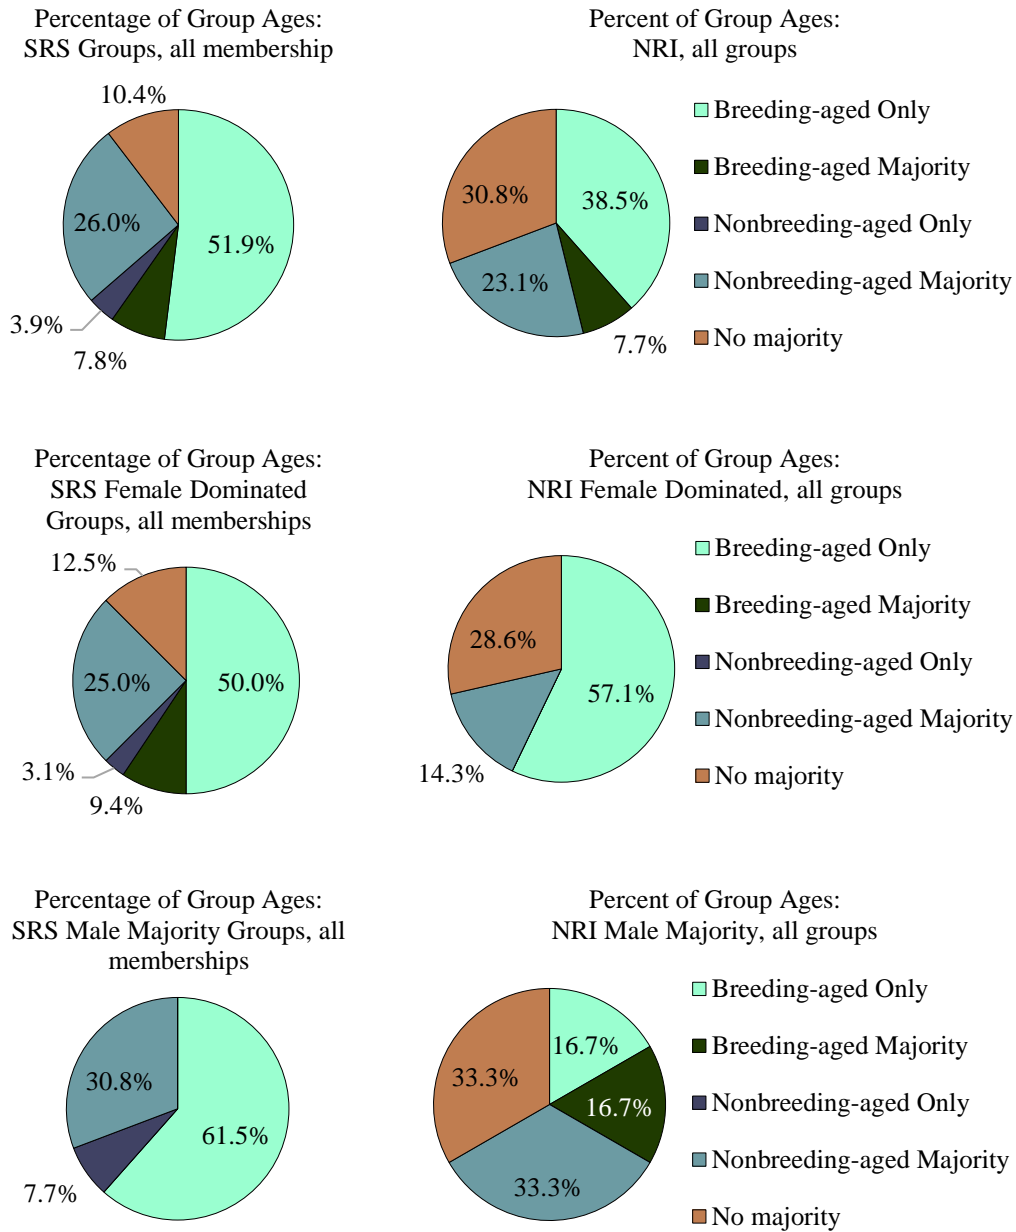 Percentage of Group Ages:
SRS Groups, all membership
10.4%
26.0%
51.9%
3.9%
7.8%
Percent of Group Ages:
NRI, all groups
30.8%
38.5%
23.1%
7.7%
Breeding-aged Only
Breeding-aged Majority
Nonbreeding-aged Only
Nonbreeding-aged Majority
No majority
Percentage of Group Ages:
SRS Female Dominated
Groups, all memberships
12.5%
25.0%
50.0%
3.1%
9.4%
Percent of Group Ages:
NRI Female Dominated, all groups
28.6%
57.1%
14.3%
Breeding-aged Only
Breeding-aged Majority
Nonbreeding-aged Only
Nonbreeding-aged Majority
No majority
Percentage of Group Ages:
SRS Male Majority Groups, all
memberships
30.8%
61.5%
7.7%
Percent of Group Ages:
NRI Male Majority, all groups
16.7%
33.3%
16.7%
33.3%
Breeding-aged Only
Breeding-aged Majority
Nonbreeding-aged Only
Nonbreeding-aged Majority
No majority